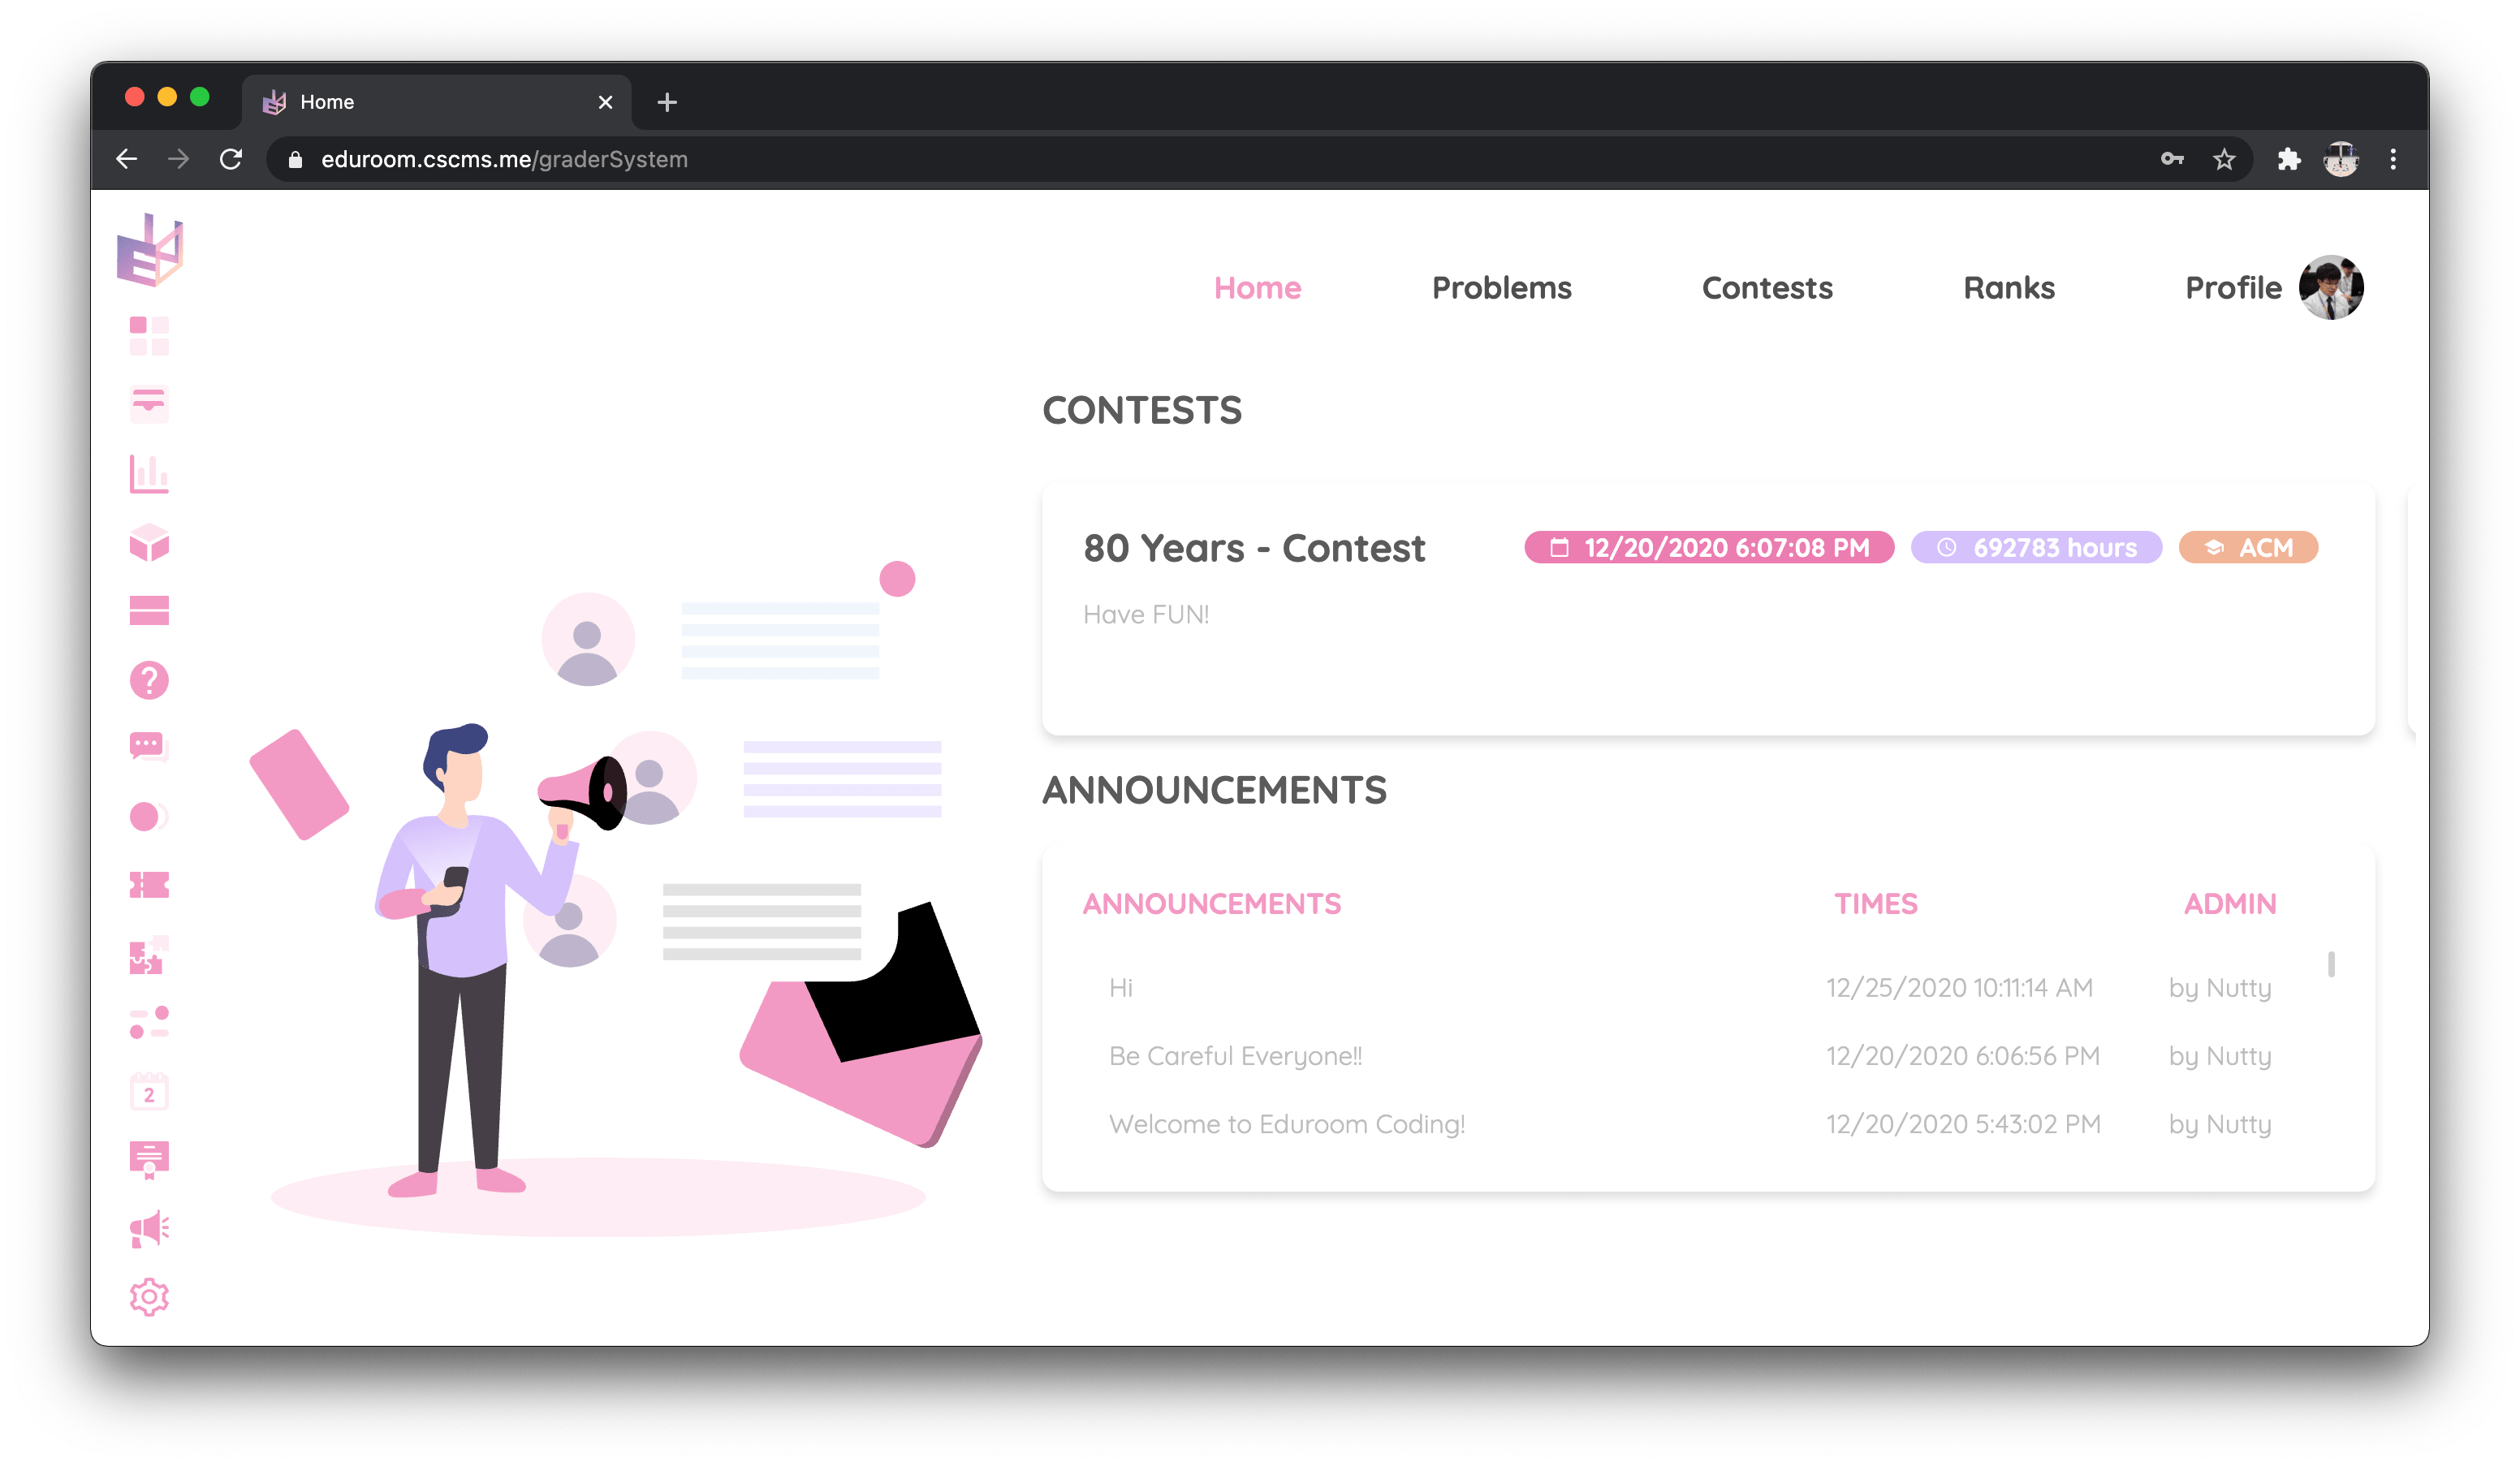 Home
eduroom.cscms.me/graderSystem
Home Problems Contests Ranks Profile
CONTESTS
80 Years - Contest 12/20/2020 6:07:08 PM 692783 hours ACM
Have FUN!
ANNOUNCEMENTS
ANNOUNCEMENTS TIMES ADMIN
Hi 12/25/2020 10:11:14 AM by Nutty
Be Careful Everyone!! 12/20/2020 6:06:56 PM by Nutty
Welcome to Eduroom Coding! 12/20/2020 5:43:02 PM by Nutty
2